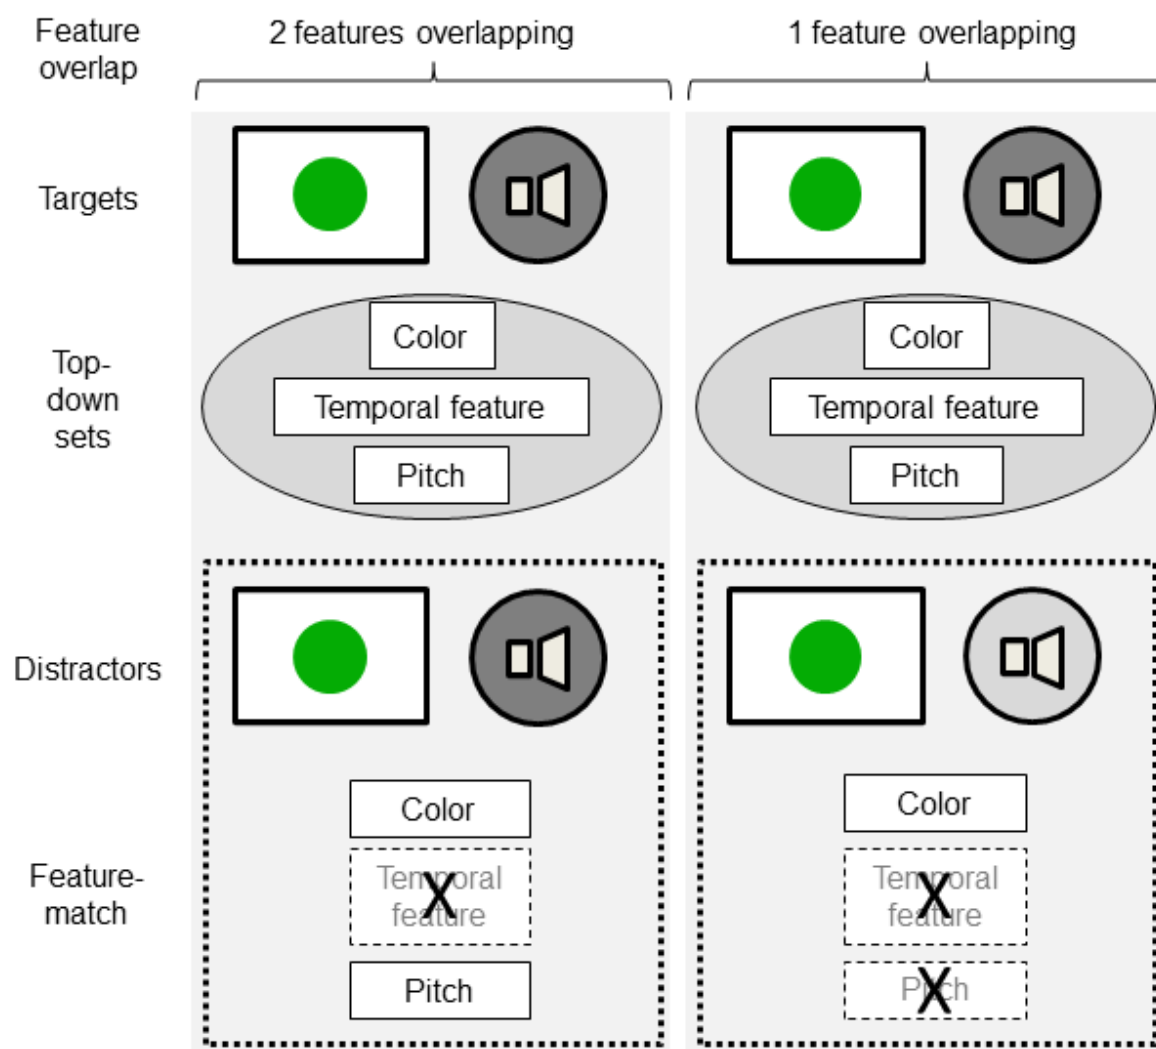 Feature
overlap
2 features overlapping
1 feature overlapping
Targets
Top-
down
sets
Color
Temporal feature
Pitch
Color
Temporal feature
Pitch
Distractors
Feature-
match
Color
Temporal
feature
X
Pitch
Color
Temporal
feature
X
Pitch
X